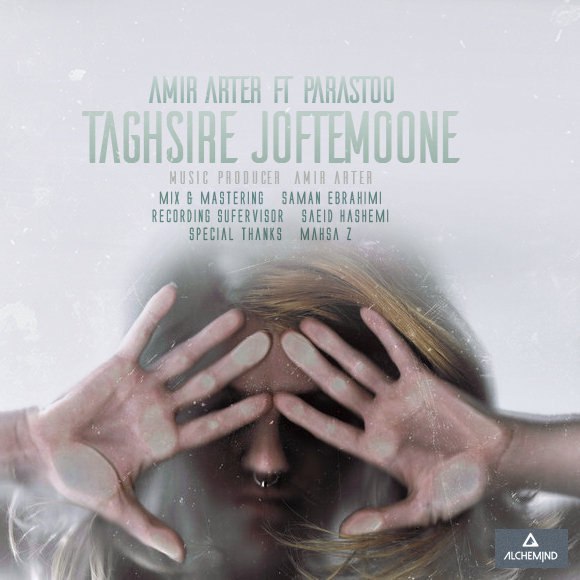 AMIR ARTER FT PARASTOO
TAGHSIRE JOFTEMOONE
MUSIC PRODUCER AMIR ARTER
MIX & MASTERING SAMAN EBRAHIMI
RECORDING SUFERVISOR SAEID HASHEMI
SPECIAL THANKS MAHSA Z
ALCHEMIND